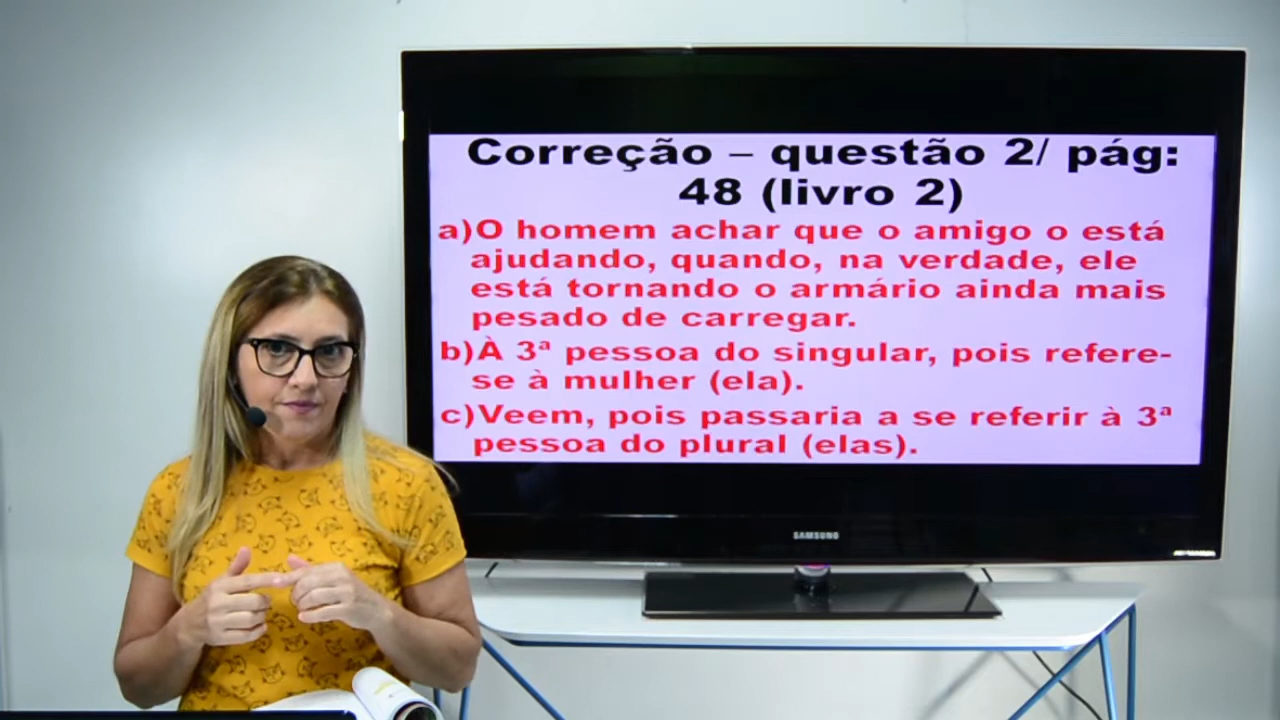 Correção – questão 2/ pág:
48 (livro 2)
a)O homem achar que o amigo o está
ajudando, quando, na verdade, ele
está tornando o armário ainda mais
pesado de carregar.
b)À 3ª pessoa do singular, pois refere-
se à mulher (ela).
c)Veem, pois passaria a se referir à 3ª
pessoa do plural (elas).
SAMSUNG